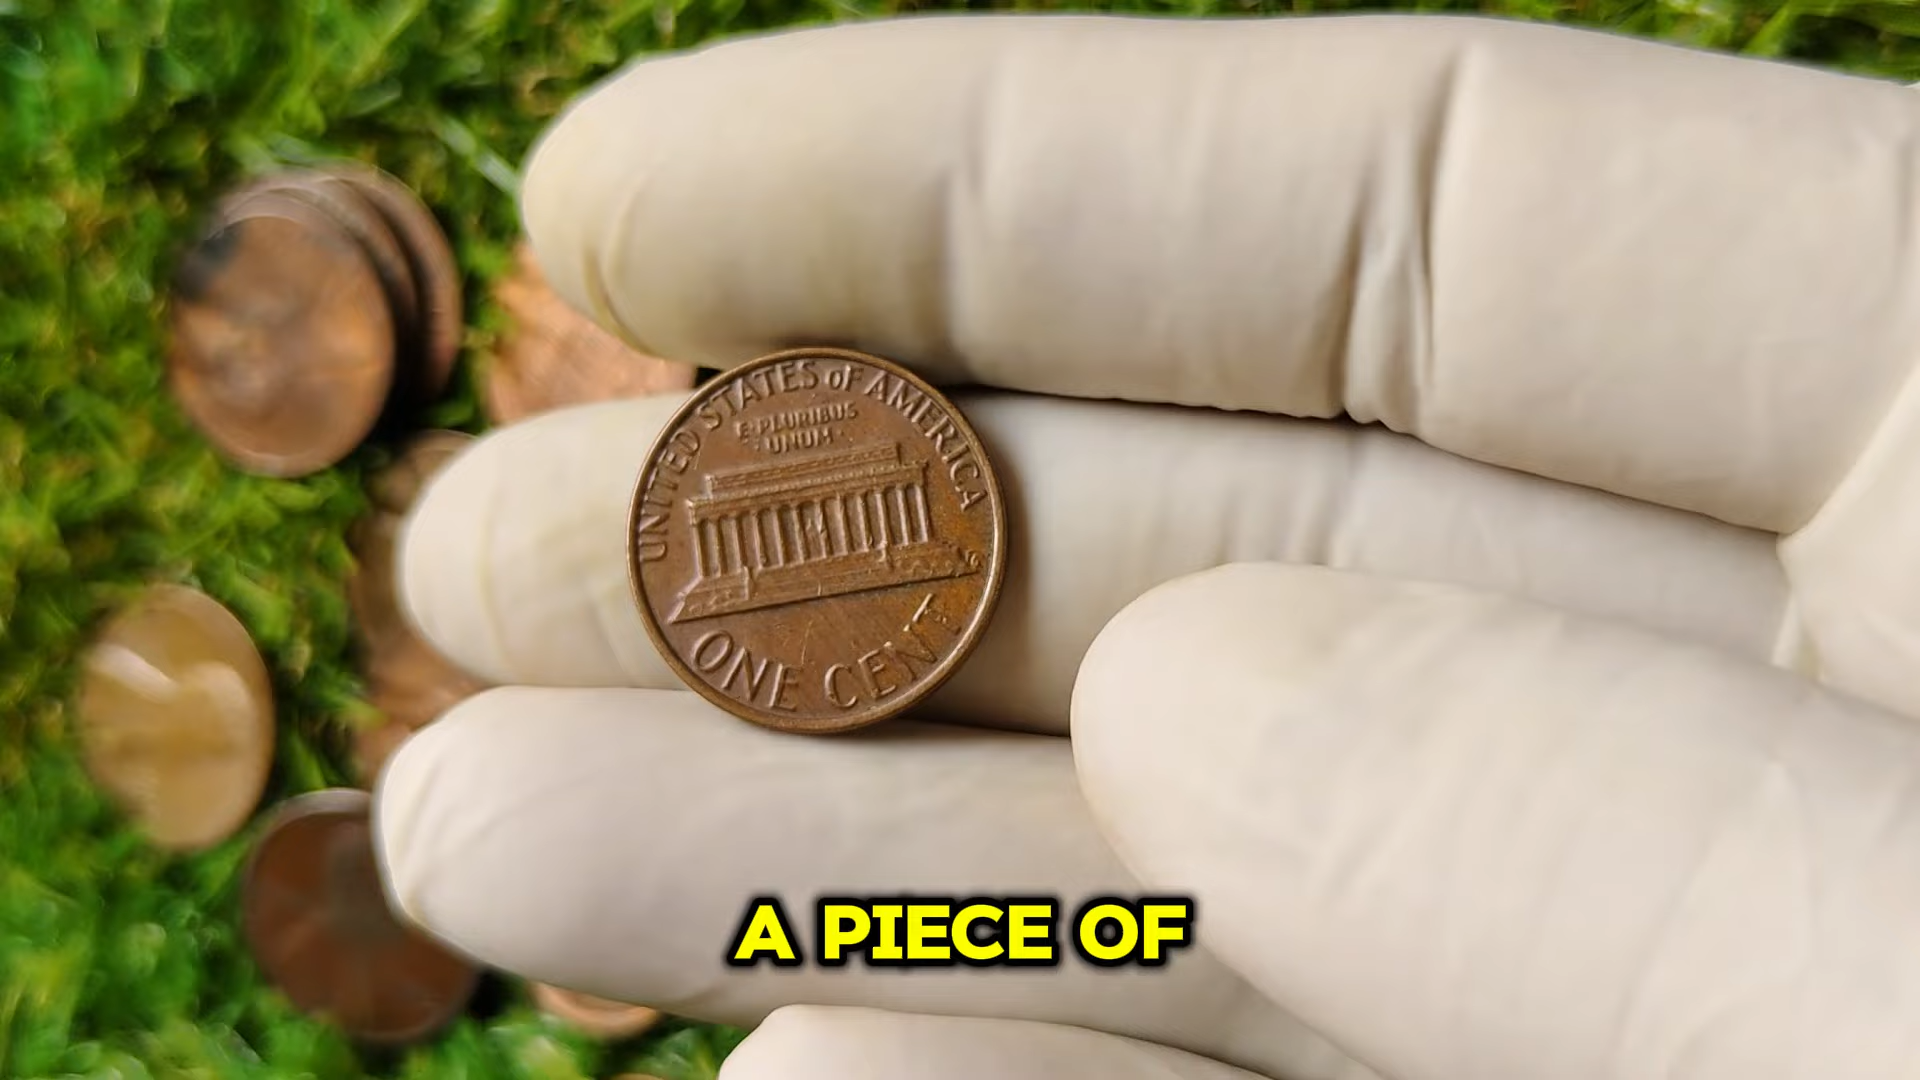 UNITED STATES OF AMERICA
E·PLURIBUS
UNUM·
ONE CENT
A PIECE OF